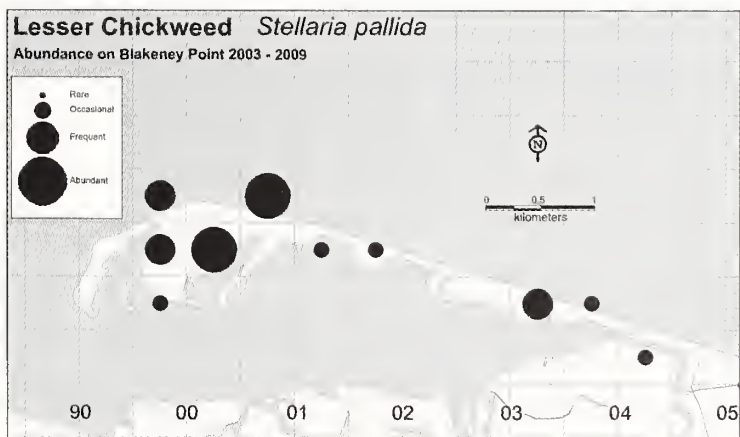 Lesser Chickweed Stellaria pallida
Abundance on Blakeney Point 2003 - 2009
Rare
Occasional
Frequent
Abundant
N
0 0.5 1
kilometers
90 00 01 02 03 04 05